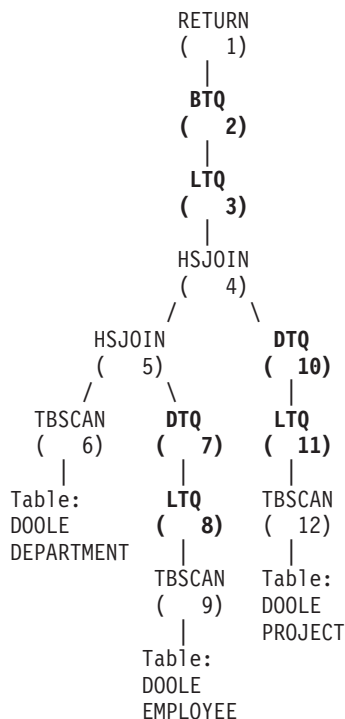 RETURN
( 1)
|
BTQ
( 2)
|
LTQ
( 3)
|
HSJOIN
( 4)
/ \
HSJOIN DTQ
( 5) ( 10)
/ \ |
TBSCAN DTQ LTQ
( 6) ( 7) ( 11)
| | |
Table: LTQ TBSCAN
DOOLE ( 8) ( 12)
DEPARTMENT | |
TBSCAN Table:
( 9) DOOLE
| PROJECT
Table:
DOOLE
EMPLOYEE